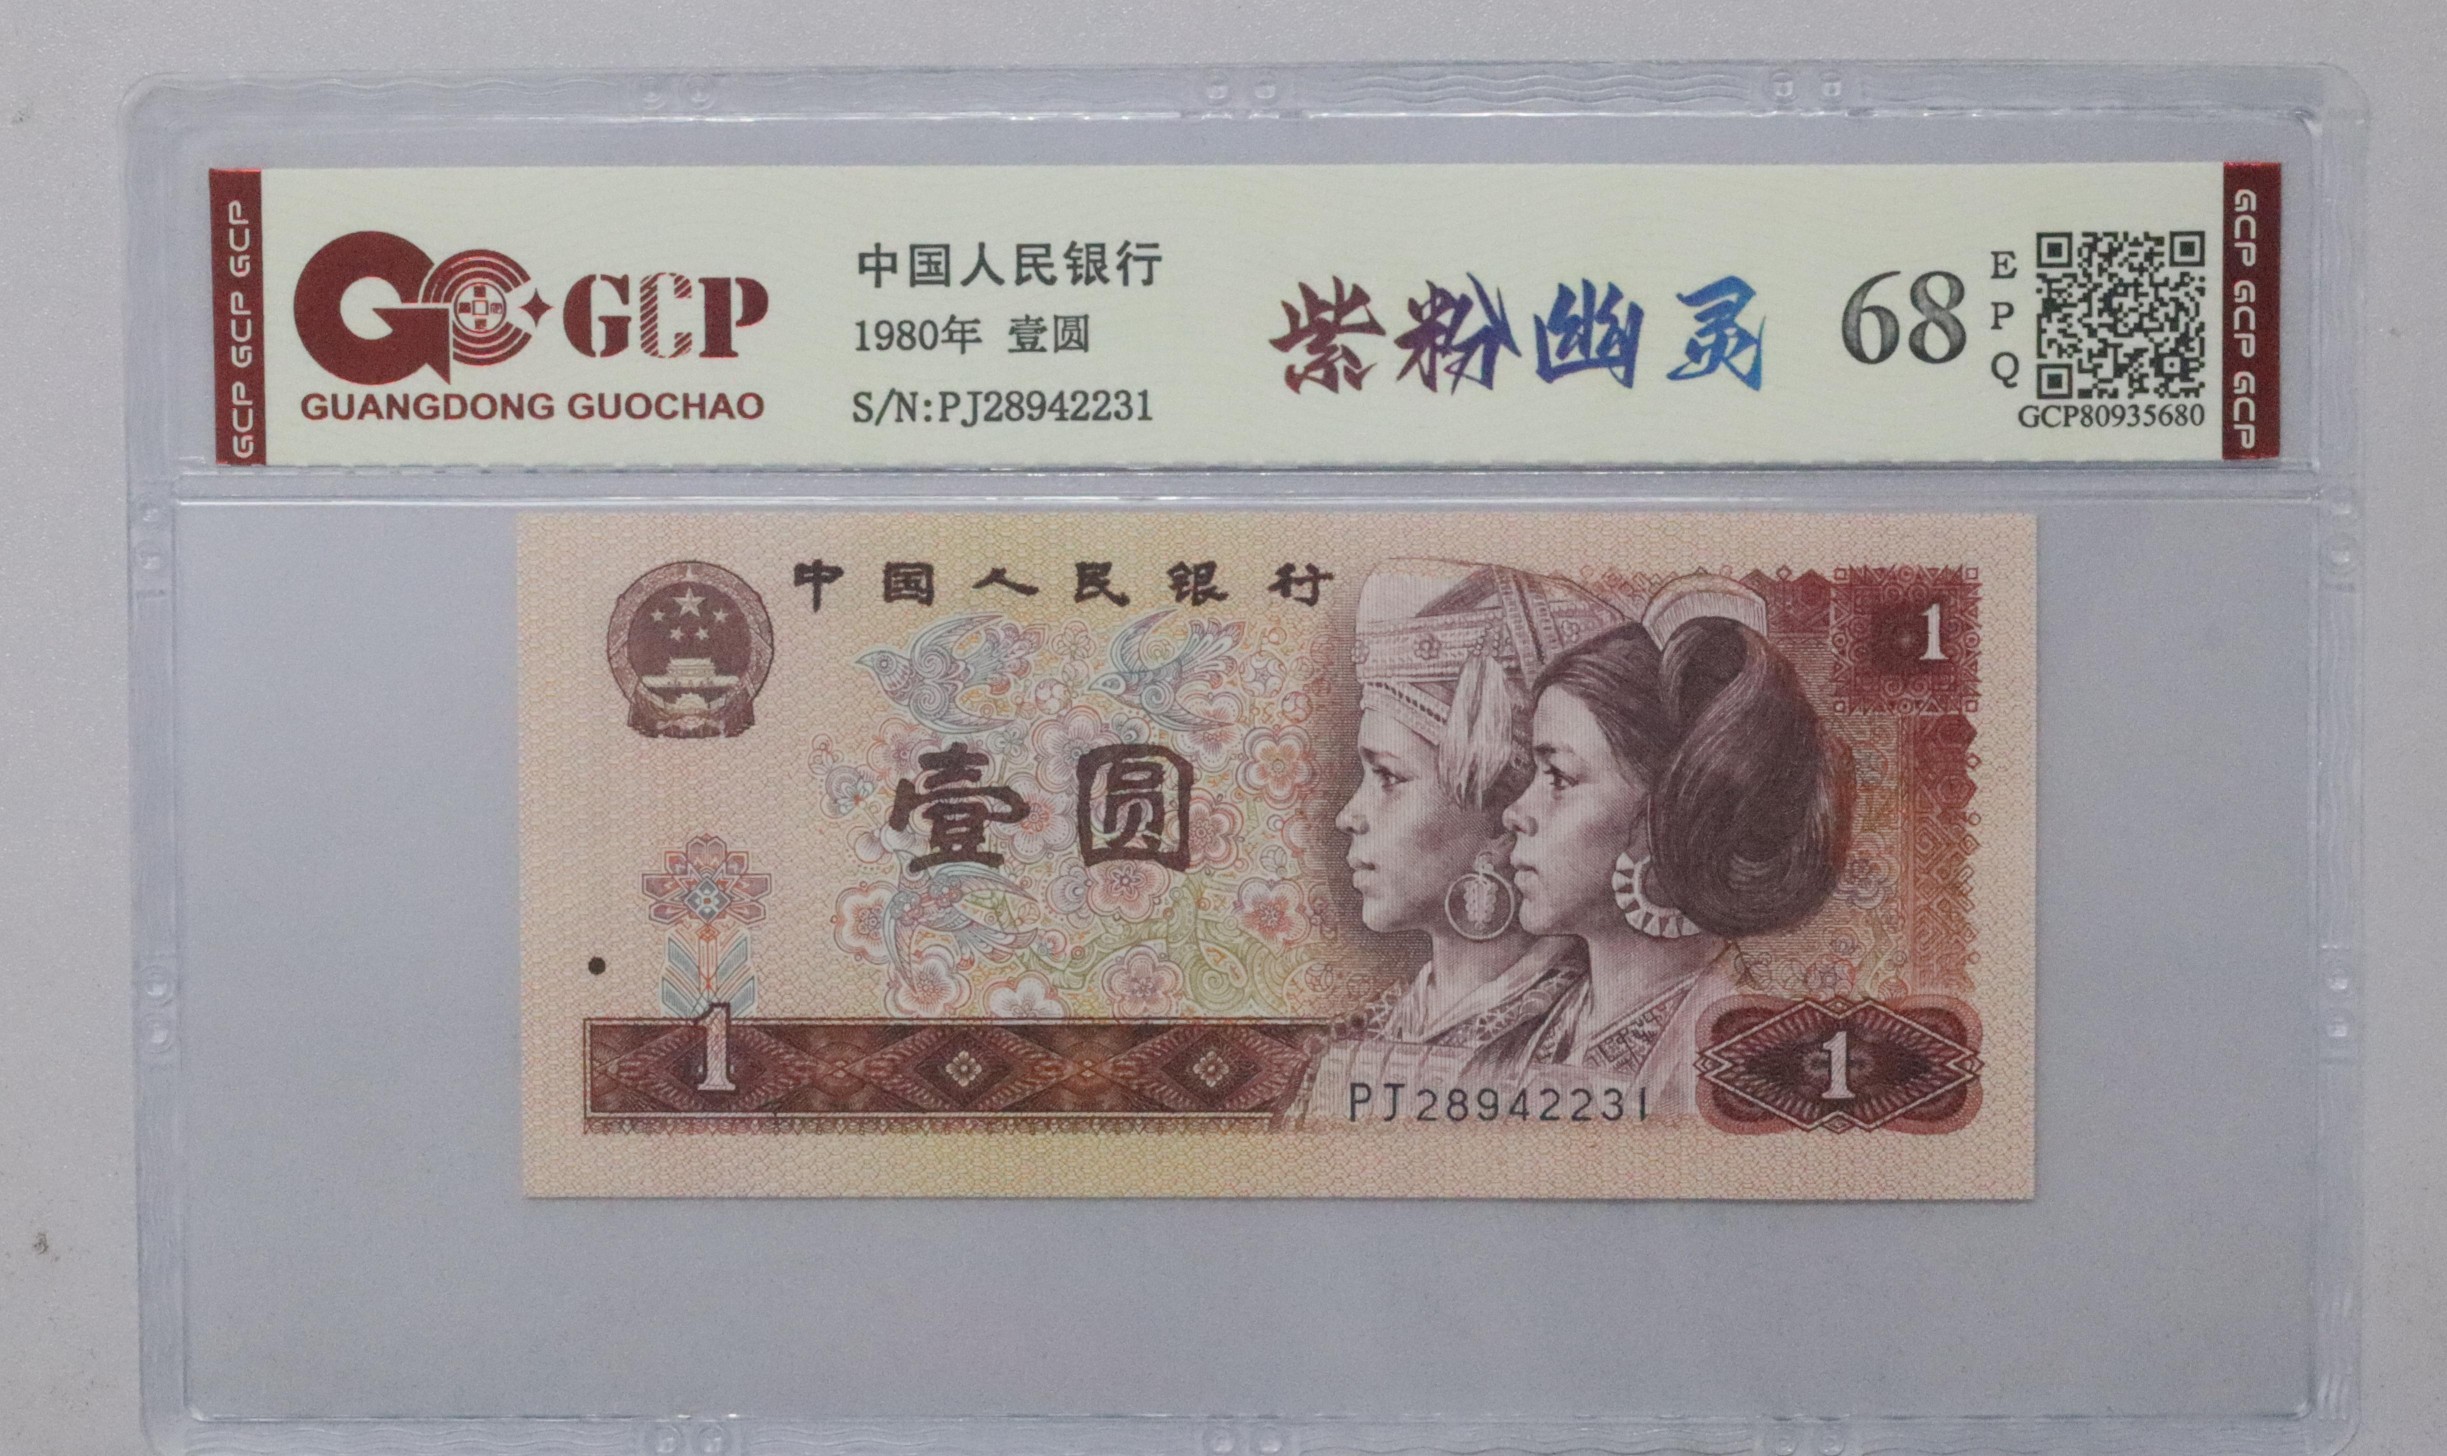 GCP GCP GCP
GCP
GUANGDONG GUOCHAO
中国人民银行
1980年 壹圆
S/N:PJ28942231
紫粉幽灵
68
E
P
Q
GCP80935680
GCP GCP GCP
中国人民银行
1
壹圆
1
1
PJ28942231